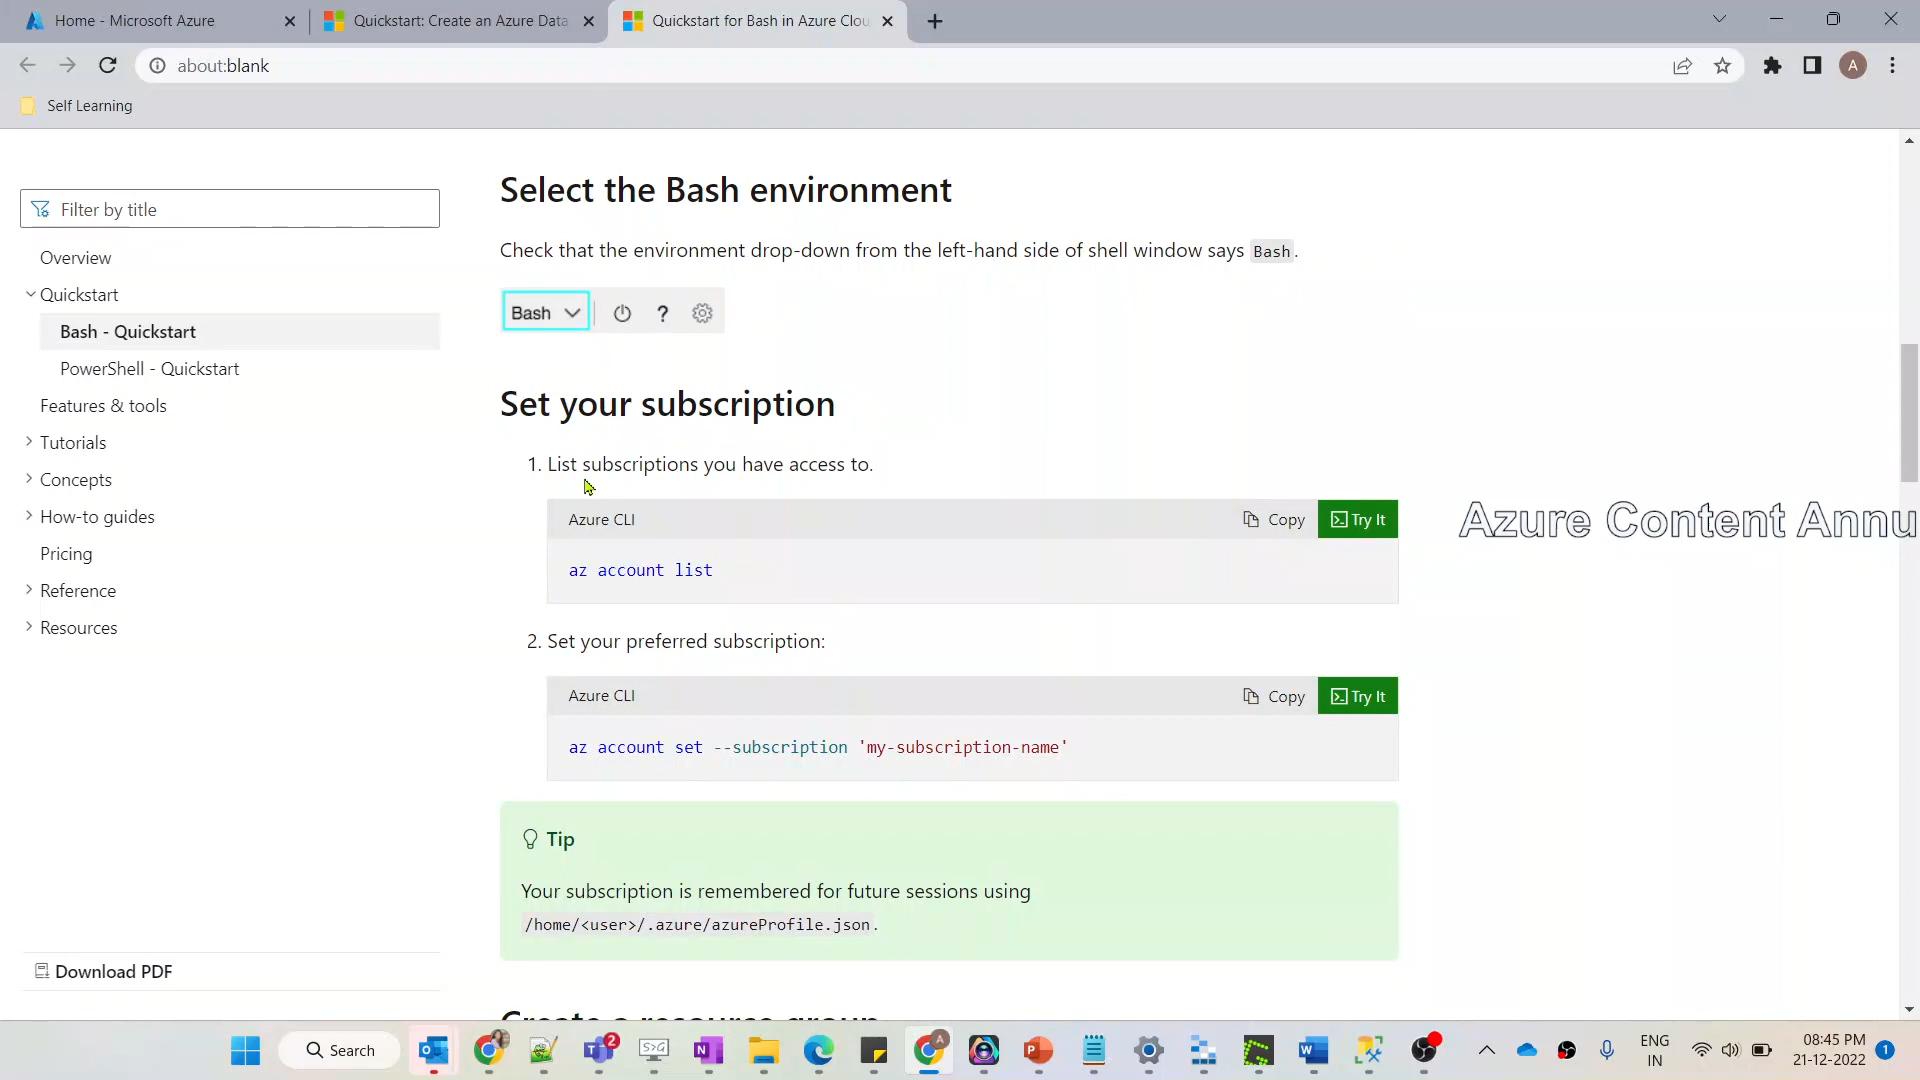 Home - Microsoft Azure
Quickstart: Create an Azure Data
Quickstart for Bash in Azure Clou
about:blank
A
Self Learning
Filter by title
Overview
Quickstart
Bash - Quickstart
PowerShell - Quickstart
Features & tools
Tutorials
Concepts
How-to guides
Pricing
Reference
Resources
Download PDF
Select the Bash environment
Check that the environment drop-down from the left-hand side of shell window says Bash.
Bash
?
Set your subscription
1. List subscriptions you have access to.
Azure CLI
Copy
Try It
az account list
2. Set your preferred subscription:
Azure CLI
Copy
Try It
az account set --subscription 'my-subscription-name'
Tip
Your subscription is remembered for future sessions using
/home/<user>/.azure/azureProfile.json.
Create a resource group
Azure Content Annu
Search
2
S>G
N
A
P
W
ENG
IN
08:45 PM
21-12-2022
1